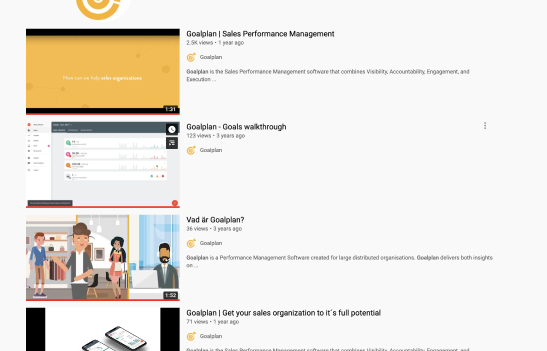 Now we help sales organisations
1:31
Goalplan | Sales Performance Management
2.5K views • 1 year ago
Goalplan
Goalplan is the Sales Performance Management software that combines Visibility, Accountability, Engagement, and
Execution ...
Goalplan - Goals walkthrough
123 views • 3 years ago
Goalplan
1:52
Vad är Goalplan?
36 views • 3 years ago
Goalplan
Goalplan is a Performance Management Software created for large distributed organisations. Goalplan delivers both insights
on ...
Goalplan | Get your sales organization to it´s full potential
71 views • 1 year ago
Goalplan
Goalplan is the Sales Performance Management software that combines Visibility, Accountability, Engagement, and